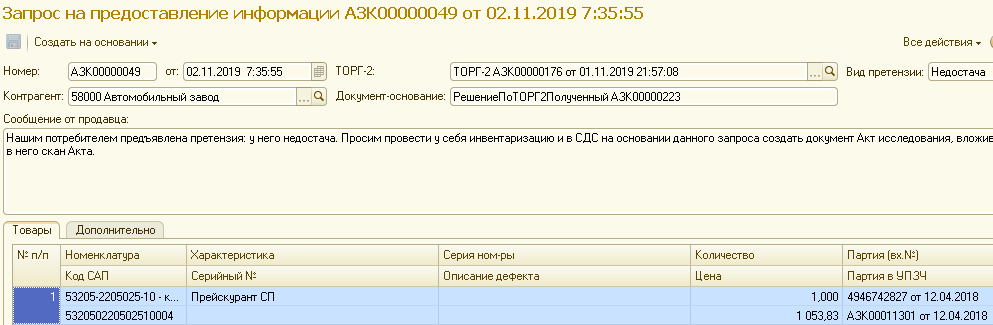 Запрос на предоставление информации АЗК00000049 от 02.11.2019 7:35:55
Создать на основании Все действия
Номер: АЗК00000049 от: 02.11.2019 7:35:55 ТОРГ-2: ТОРГ-2 АЗК00000176 от 01.11.2019 21:57:08 ... Вид претензии: Недостача
Контрагент: 58000 Автомобильный завод ... Документ-основание: РешениеПоТОРГ2Полученный АЗК00000223
Сообщение от продавца:
Нашим потребителем предъявлена претензия: у него недостача. Просим провести у себя инвентаризацию и в СДС на основании данного запроса создать документ Акт исследования, вложив
в него скан Акта.
Товары Дополнительно
№ п/п Номенклатура Характеристика Серия ном-ры Количество Партия (вх.№)
Код САП Серийный № Описание дефекта Цена Партия в УПЗЧ
1 53205-2205025-10 - к... Прейскурант СП 1,000 4946742827 от 12.04.2018
532050220502510004 1 053,83 АЗК00011301 от 12.04.2018